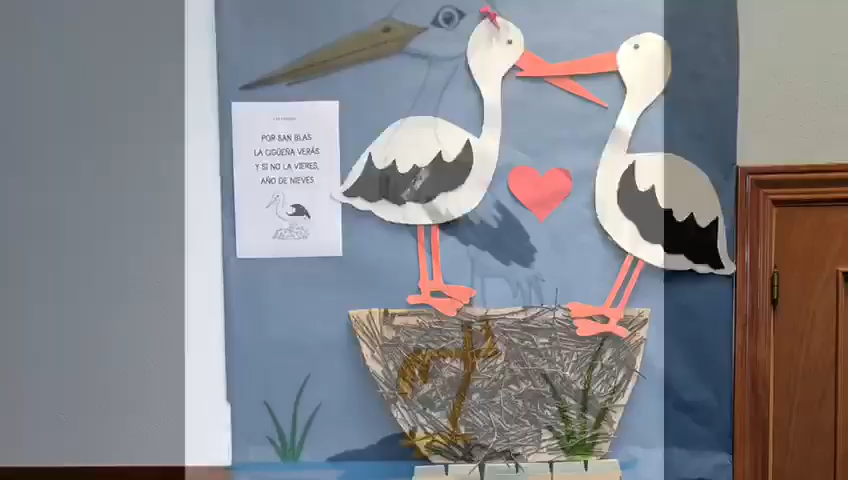 POR SAN BLAS
LA CIGÜEÑA VERÁS
Y SI NO LA VIERES,
AÑO DE NIEVES